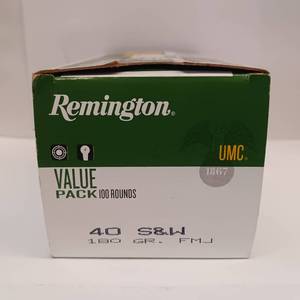 Remington®
UMC®
1867
VALUE
PACK 100 ROUNDS
40 S&W
180 GR. FMJ